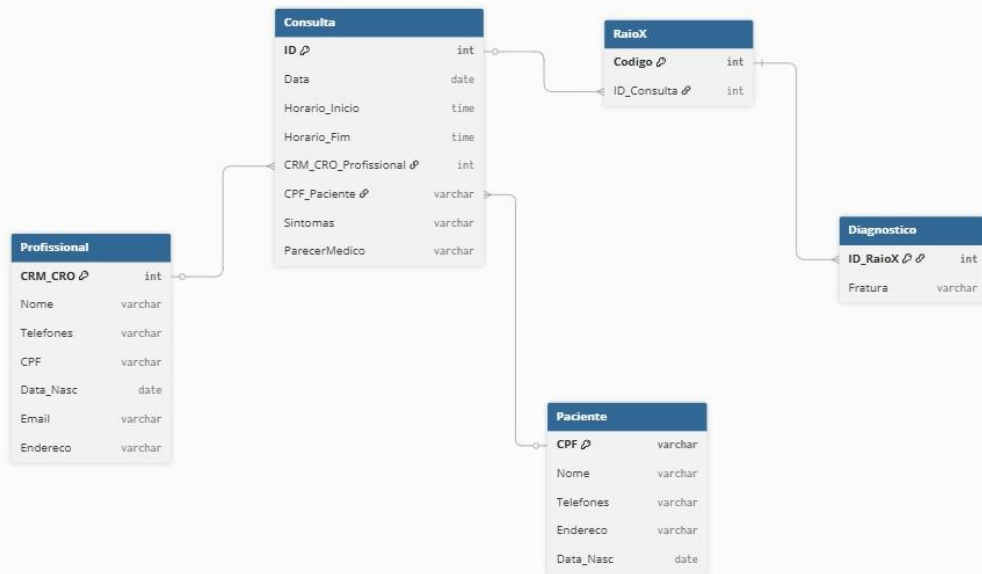 Consulta
ID int
Data date
Horario_Inicio time
Horario_Fim time
CRM_CRO_Profissional int
CPF_Paciente varchar
Sintomas varchar
ParecerMedico varchar
RaioX
Codigo int
ID_Consulta int
Diagnostico
ID_RaioX int
Fratura varchar
Profissional
CRM_CRO int
Nome varchar
Telefones varchar
CPF varchar
Data_Nasc date
Email varchar
Endereco varchar
Paciente
CPF varchar
Nome varchar
Telefones varchar
Endereco varchar
Data_Nasc date